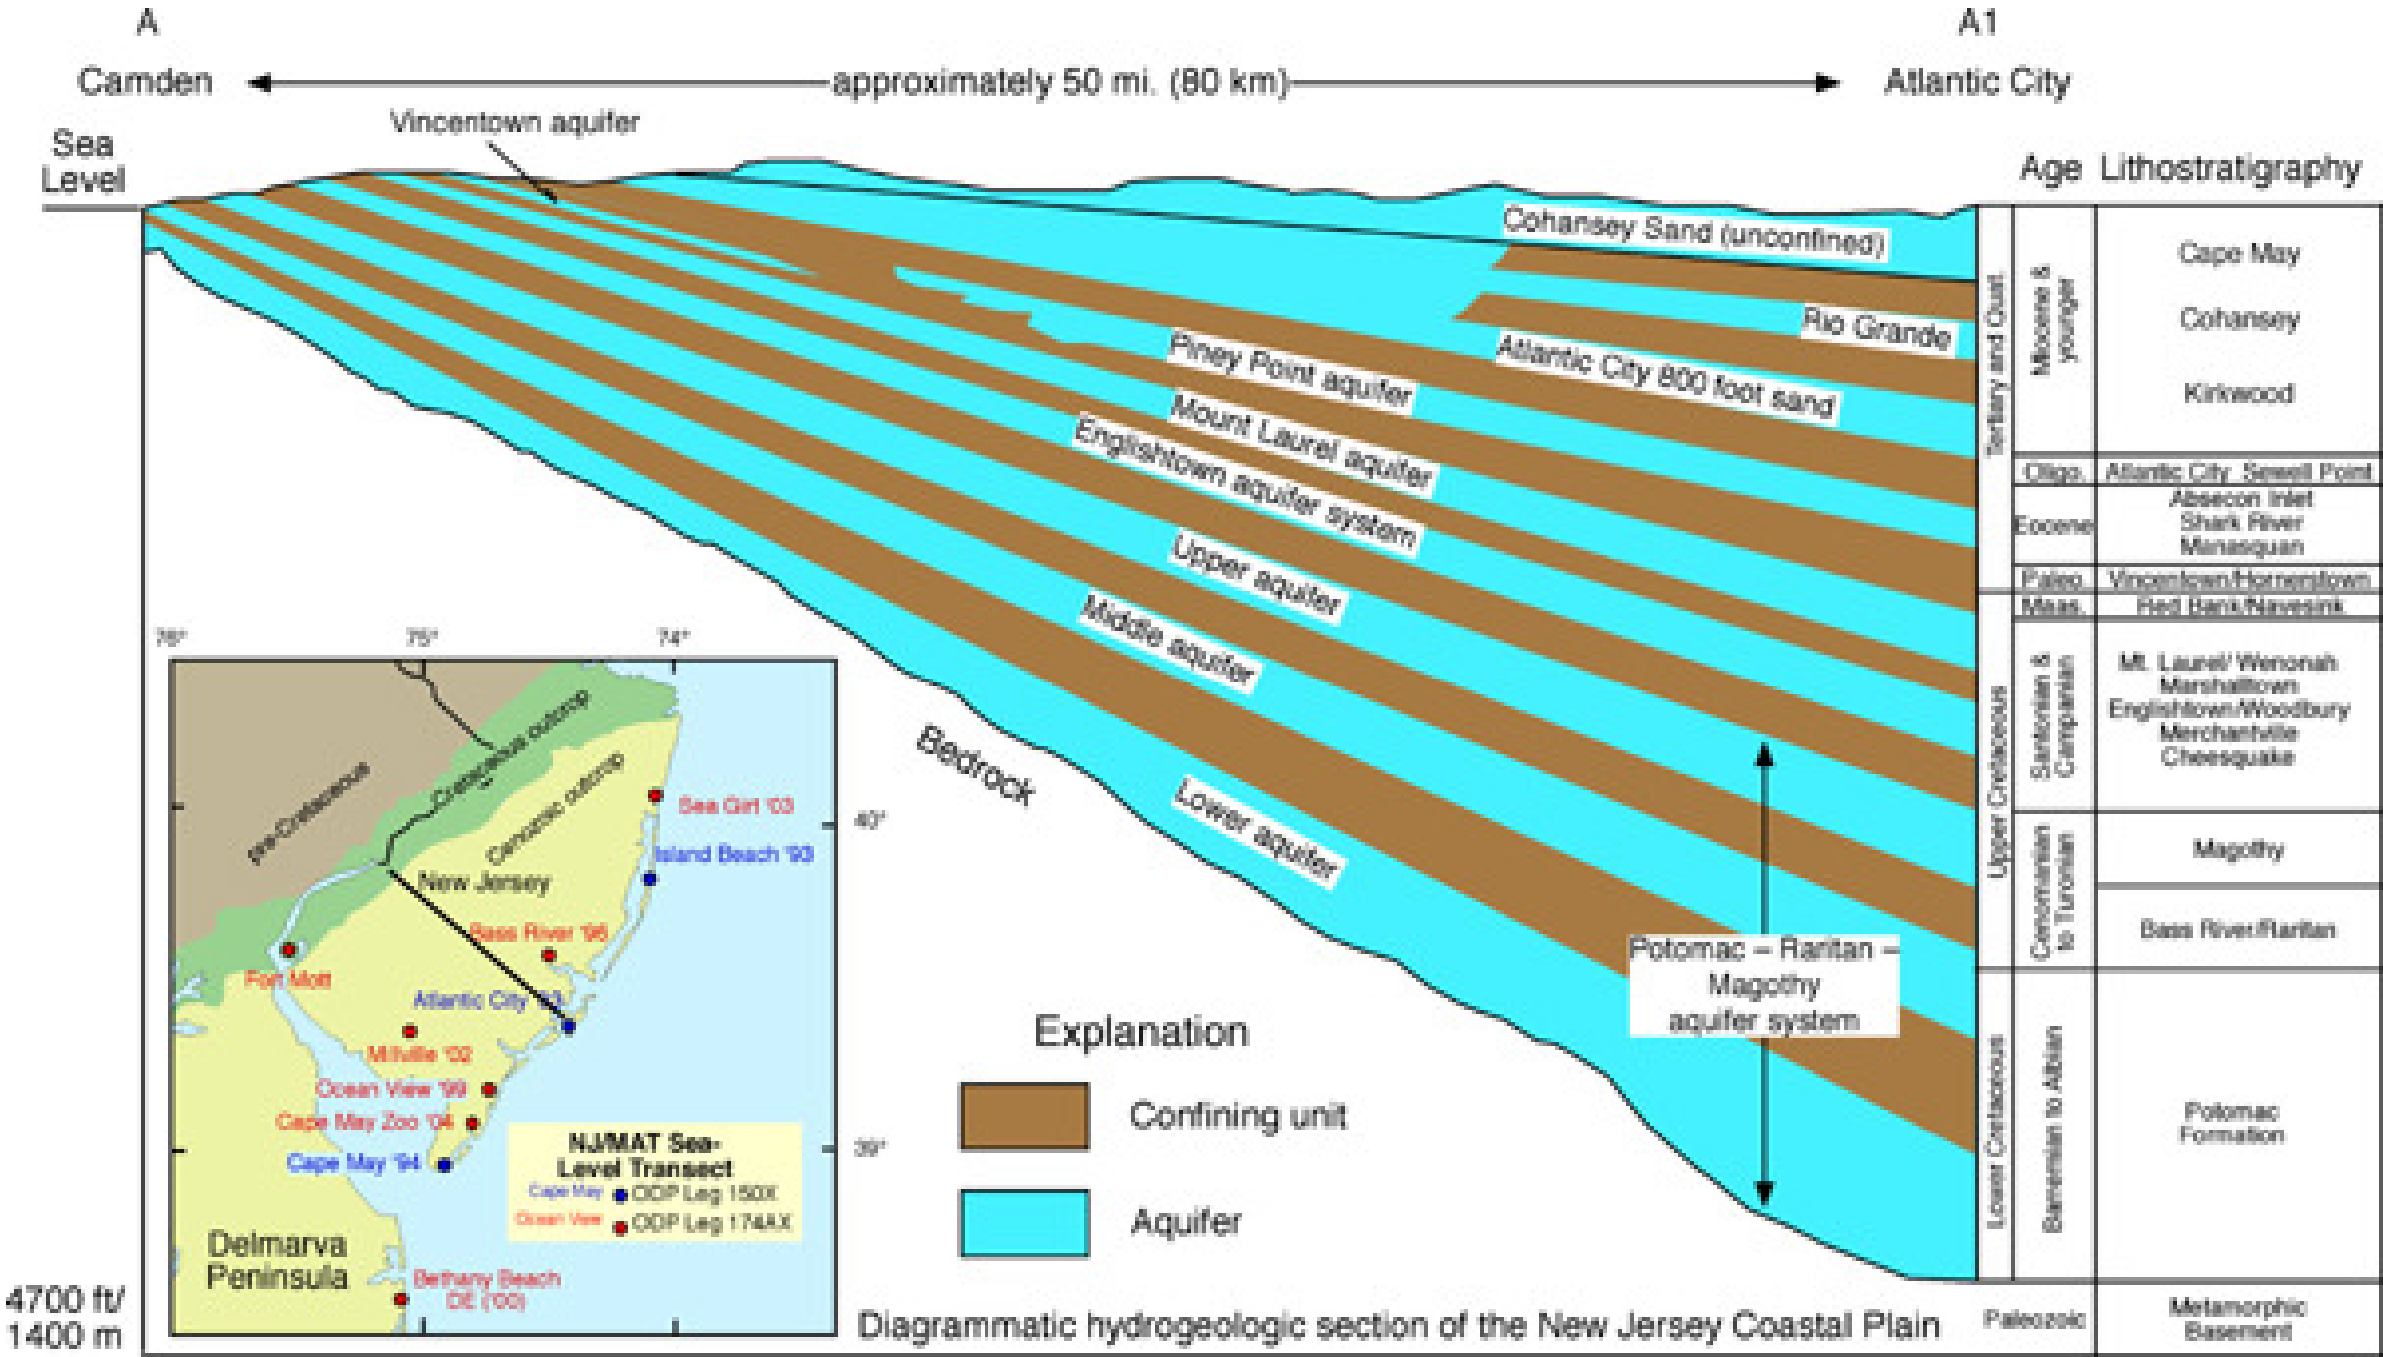 A
A1
Camden
approximately 50 mi. (80 km)
Atlantic City
Vincentown aquifer
Sea
Level
Age
Lithostratigraphy
Cohansey Sand (unconfined)
Rio Grande
Atlantic City 800 foot sand
Piney Point aquifer
Mount Laurel aquifer
Englishtown aquifer system
Upper aquifer
Middle aquifer
Lower aquifer
Bedrock
Potomac – Raritan –
Magothy
aquifer system
Tertiary and Quat.
Upper Cretaceous
Lower Cretaceous
Miocene &
younger
Cape May
Cohansey
Kirkwood
Oligo.
Atlantic City Sewell Point
Eocene
Absecon Inlet
Shark River
Manasquan
Paleo.
Vincentown/Hornerstown
Maas.
Red Bank/Navesink
Santonian &
Campanian
Mt. Laurel/ Wenonah
Marshalltown
Englishtown/Woodbury
Merchantville
Cheesquake
Cenomanian
to Turonian
Magothy
Bass River/Raritan
Barremian to Albian
Potomac
Formation
Paleozoic
Metamorphic
Basement
76°
75°
74°
40°
39°
pre-Cretaceous
Cretaceous outcrop
Cenozoic outcrop
New Jersey
Sea Girt '03
Island Beach '93
Bass River '96
Fort Mott
Atlantic City '93
Millville '02
Ocean View '99
Cape May Zoo '04
Cape May '94
NJ/MAT Sea-
Level Transect
Cape May ODP Leg 150X
Ocean View ODP Leg 174AX
Delmarva
Peninsula
Bethany Beach
DE ('00)
4700 ft/
1400 m
Explanation
Confining unit
Aquifer
Diagrammatic hydrogeologic section of the New Jersey Coastal Plain